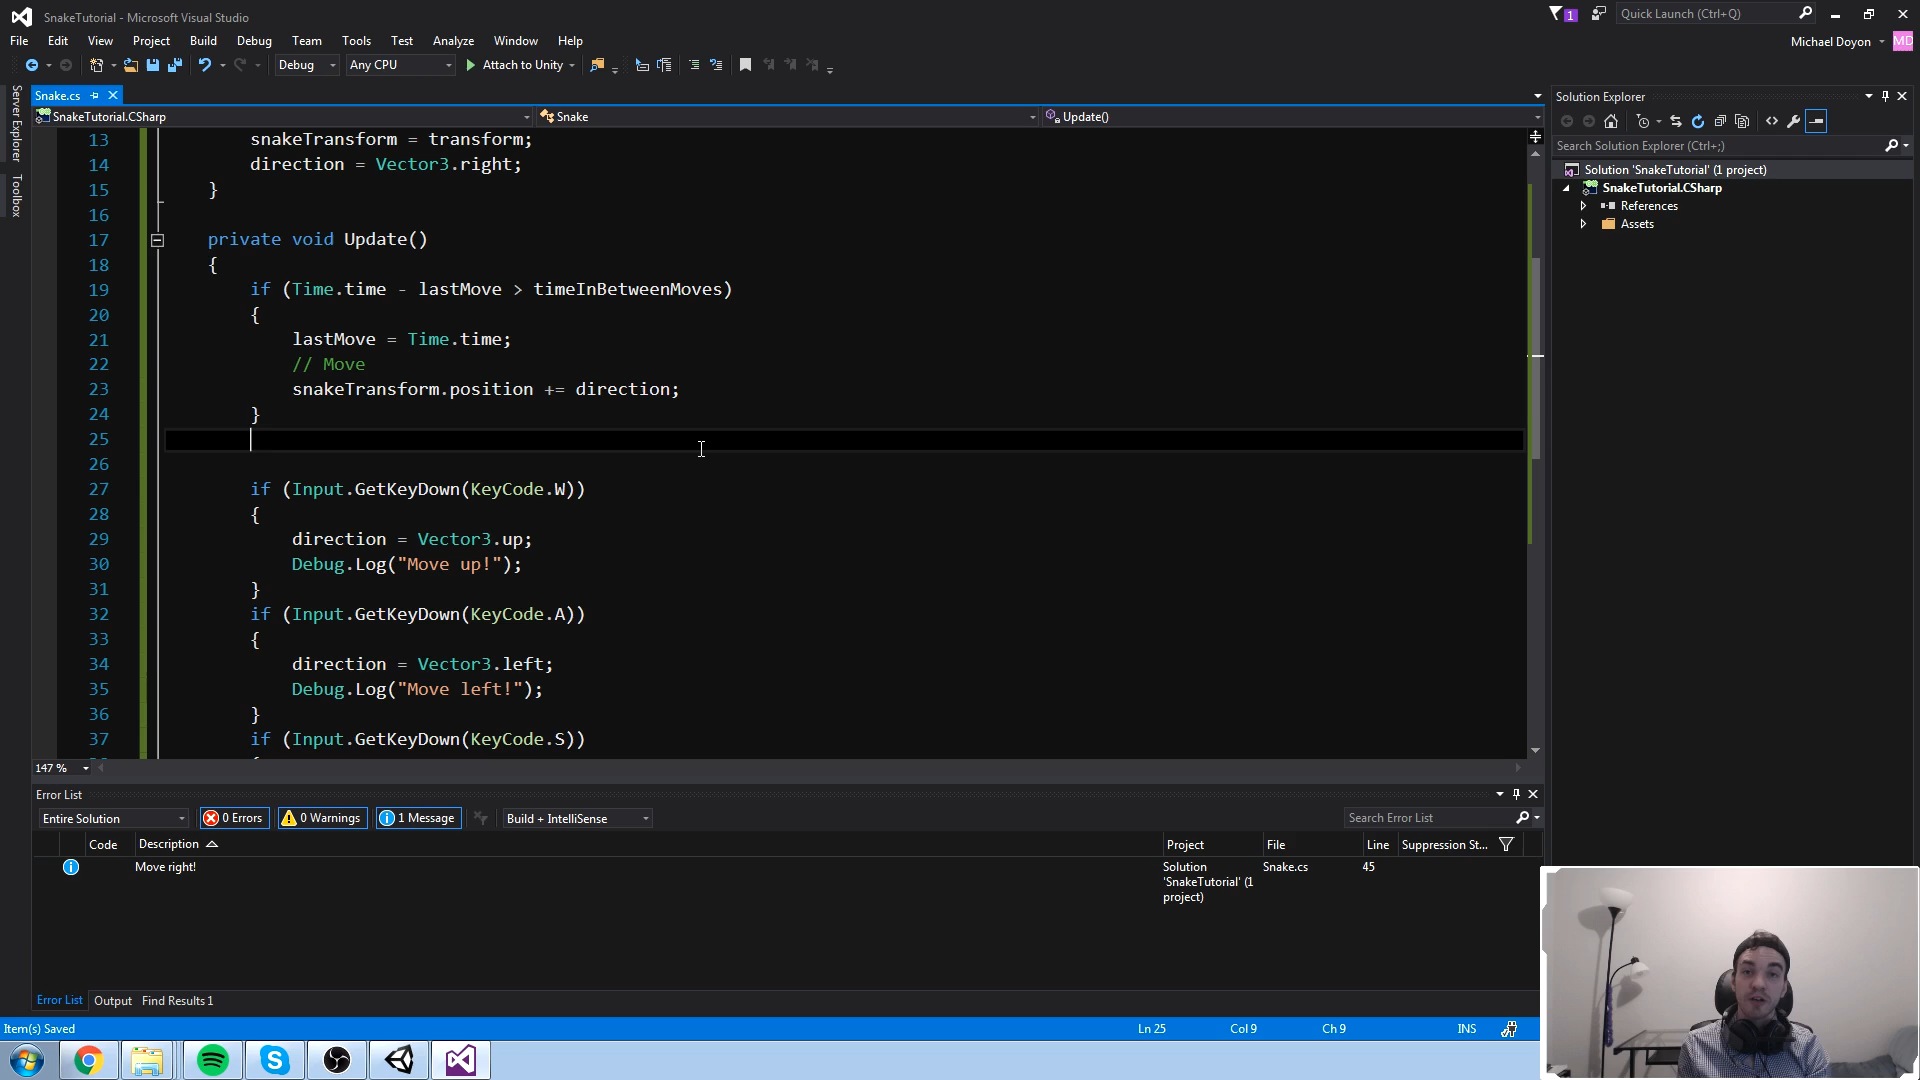 SnakeTutorial - Microsoft Visual Studio
1
Quick Launch (Ctrl+Q)
File Edit View Project Build Debug Team Tools Test Analyze Window Help
Michael Doyon MD
Debug Any CPU Attach to Unity
Server Explorer
Toolbox
Snake.cs
SnakeTutorial.CSharp Snake Update()
13 snakeTransform = transform;
14 direction = Vector3.right;
15 }
16
17 private void Update()
18 {
19 if (Time.time - lastMove > timeInBetweenMoves)
20 {
21 lastMove = Time.time;
22 // Move
23 snakeTransform.position += direction;
24 }
25
26
27 if (Input.GetKeyDown(KeyCode.W))
28 {
29 direction = Vector3.up;
30 Debug.Log("Move up!");
31 }
32 if (Input.GetKeyDown(KeyCode.A))
33 {
34 direction = Vector3.left;
35 Debug.Log("Move left!");
36 }
37 if (Input.GetKeyDown(KeyCode.S))
147 %
Solution Explorer
Search Solution Explorer (Ctrl+;)
Solution 'SnakeTutorial' (1 project)
SnakeTutorial.CSharp
References
Assets
Error List
Entire Solution 0 Errors 0 Warnings 1 Message Build + IntelliSense Search Error List
Code Description Project File Line Suppression St...
Move right! Solution Snake.cs 45
'SnakeTutorial' (1
project)
Error List Output Find Results 1
Item(s) Saved Ln 25 Col 9 Ch 9 INS